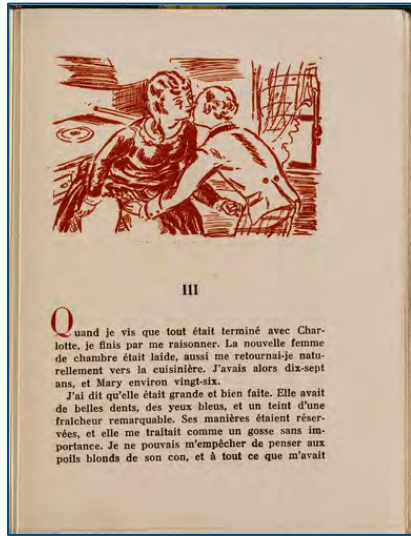 III
Quand je vis que tout était terminé avec Char-
lotte, je finis par me raisonner. La nouvelle femme
de chambre était laide, aussi me retournai-je natu-
rellement vers la cuisinière. J'avais alors dix-sept
ans, et Mary environ vingt-six.
J'ai dit qu'elle était grande et bien faite. Elle avait
de belles dents, des yeux bleus, et un teint d'une
fraîcheur remarquable. Ses manières étaient réser-
vées, et elle me traitait comme un gosse sans im-
portance. Je ne pouvais m'empêcher de penser aux
poils blonds de son con, et à tout ce que m'avait